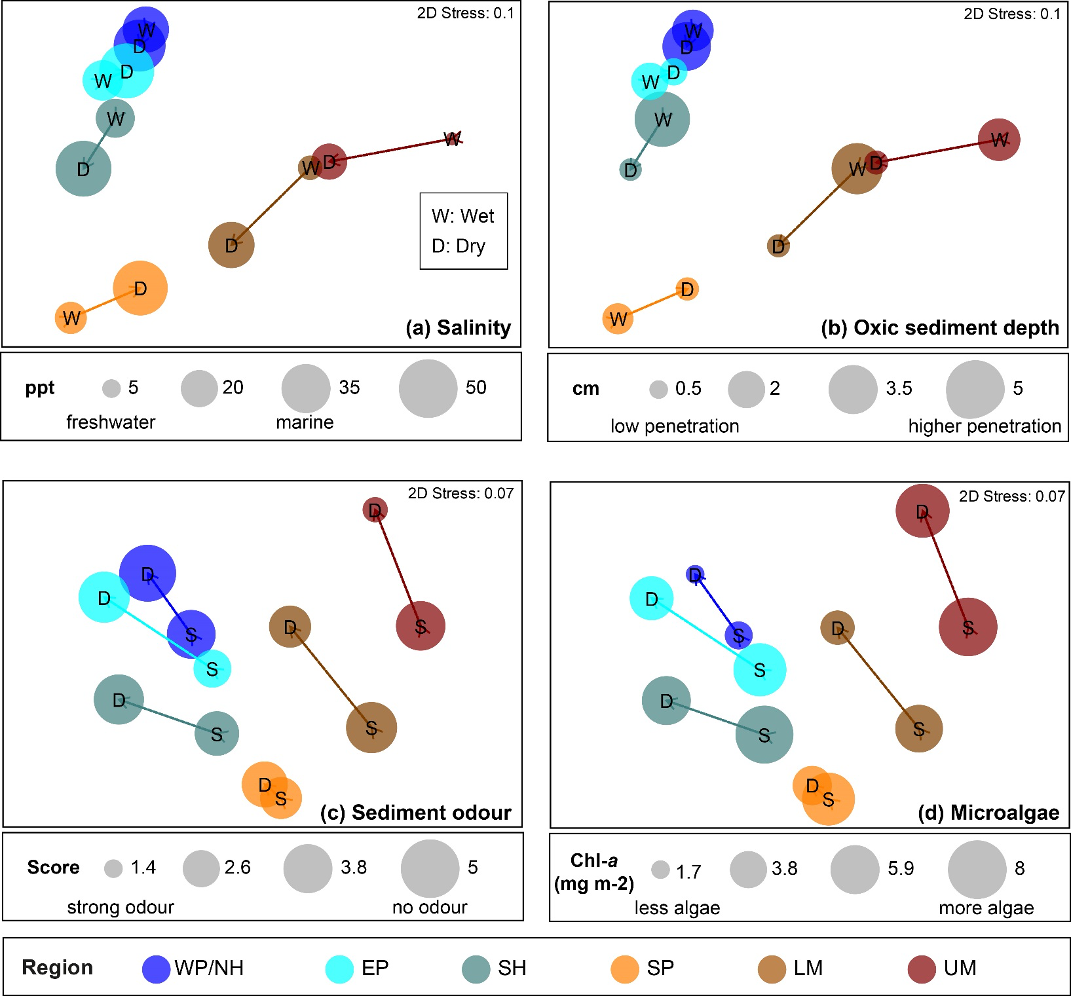 2D Stress: 0.1
W
D
D
W
W
D
W
D
W
D
W: Wet
D: Dry
D
W
(a) Salinity
ppt
5
20
35
50
freshwater
marine
2D Stress: 0.1
W
D
D
W
W
D
W
D
W
D
D
W
(b) Oxic sediment depth
cm
0.5
2
3.5
5
low penetration
higher penetration
2D Stress: 0.07
D
D
D
S
D
S
S
D
S
S
D
S
(c) Sediment odour
Score
1.4
2.6
3.8
5
strong odour
no odour
2D Stress: 0.07
D
D
D
S
D
S
S
D
S
S
D
S
(d) Microalgae
Chl-a
(mg m-2)
1.7
3.8
5.9
8
less algae
more algae
Region
WP/NH
EP
SH
SP
LM
UM